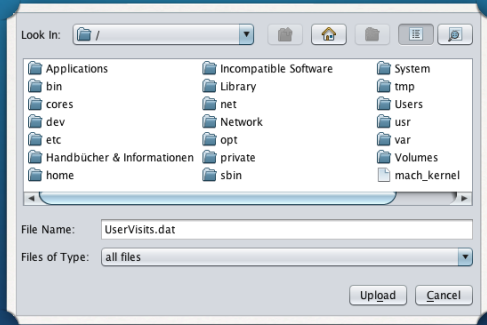 Look In: /
Applications
bin
cores
dev
etc
Handbücher & Informationen
home
Incompatible Software
Library
net
Network
opt
private
sbin
System
tmp
Users
usr
var
Volumes
mach_kernel
File Name: UserVisits.dat
Files of Type: all files
Upload Cancel